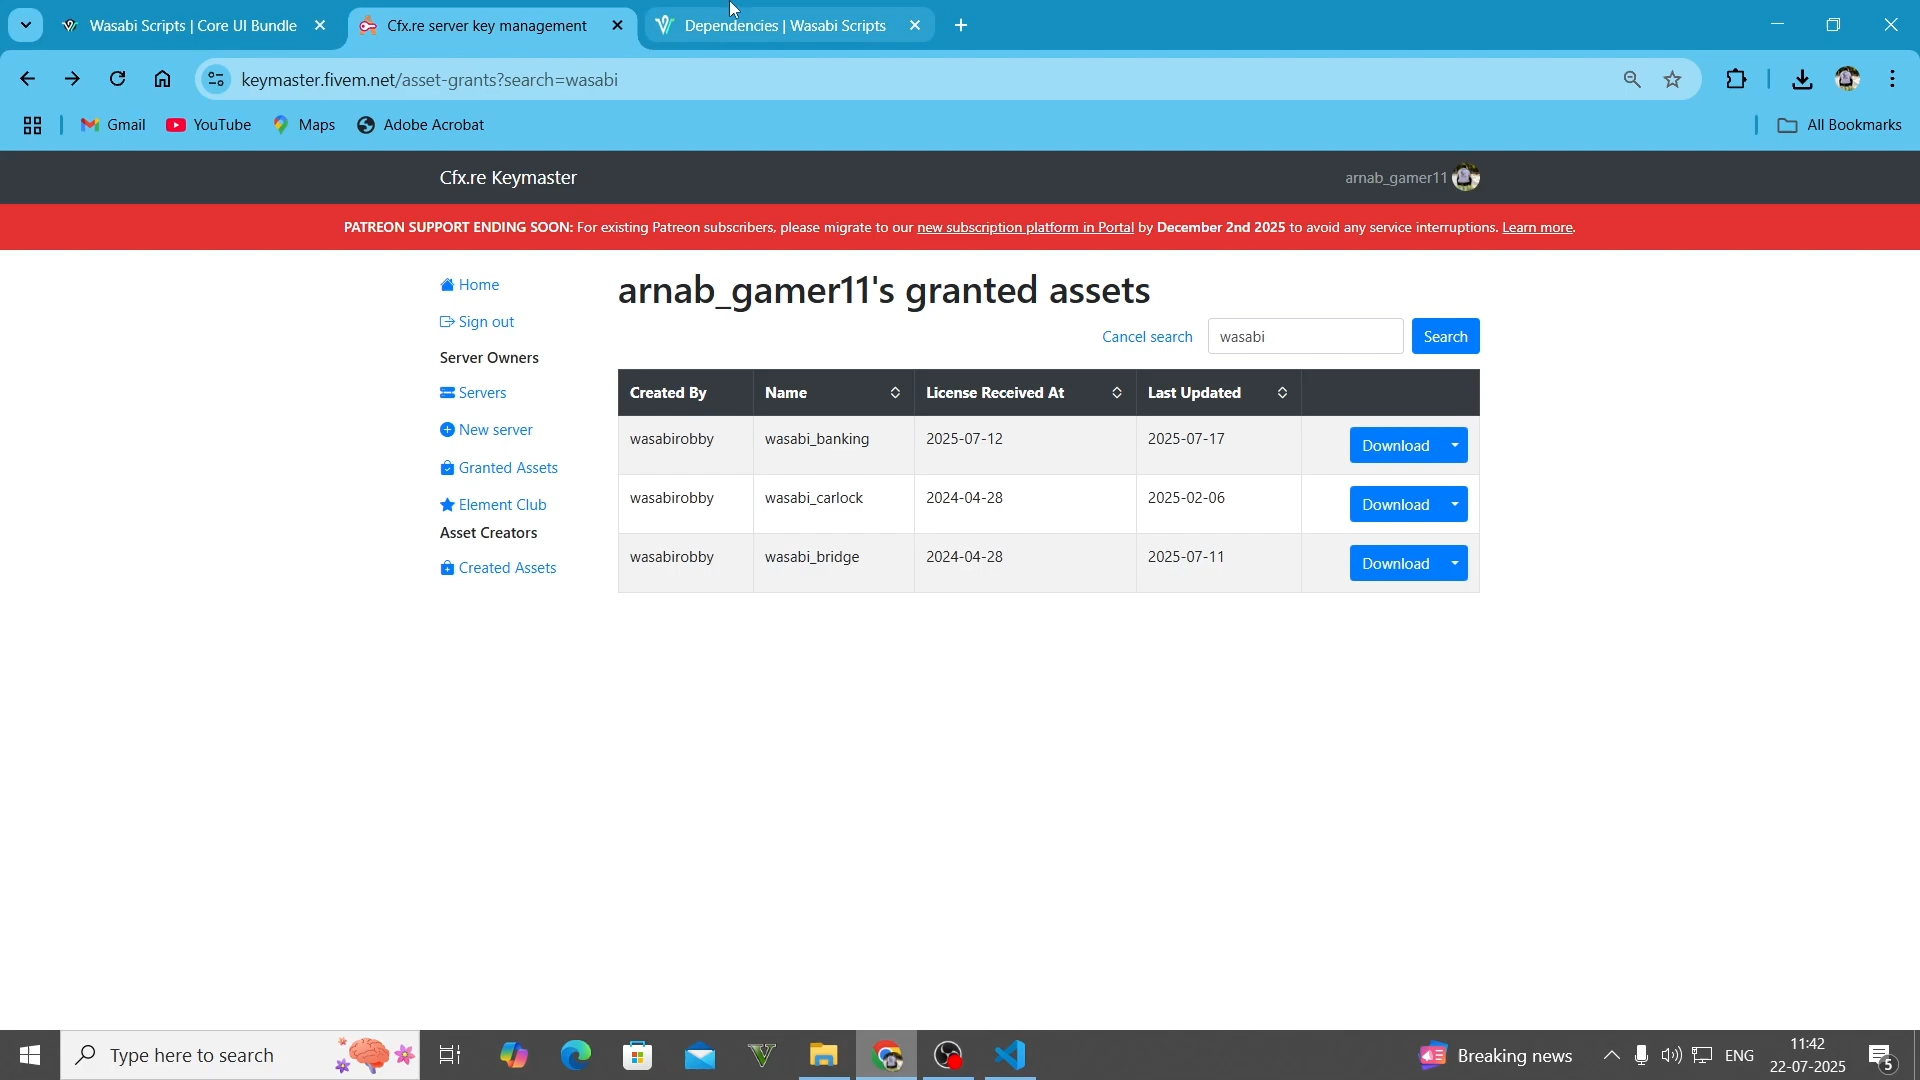 Wasabi Scripts | Core UI Bundle
Cfx.re server key management
Dependencies | Wasabi Scripts
keymaster.fivem.net/asset-grants?search=wasabi
Gmail
YouTube
Maps
Adobe Acrobat
All Bookmarks
Cfx.re Keymaster
arnab_gamer11
PATREON SUPPORT ENDING SOON: For existing Patreon subscribers, please migrate to our new subscription platform in Portal by December 2nd 2025 to avoid any service interruptions. Learn more.
Home
Sign out
Server Owners
Servers
New server
Granted Assets
Element Club
Asset Creators
Created Assets
arnab_gamer11's granted assets
Cancel search
wasabi
Search
Created By Name License Received At Last Updated
wasabirobby wasabi_banking 2025-07-12 2025-07-17 Download
wasabirobby wasabi_carlock 2024-04-28 2025-02-06 Download
wasabirobby wasabi_bridge 2024-04-28 2025-07-11 Download
Type here to search
Breaking news
ENG
11:42
22-07-2025
5